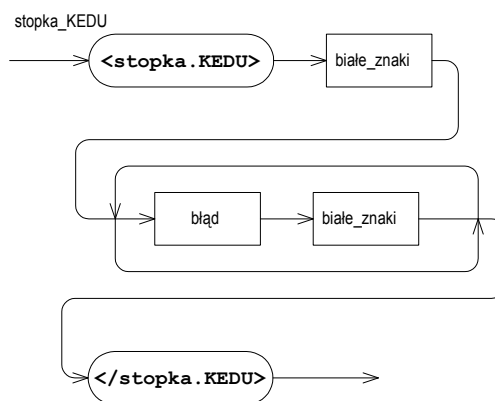 stopka_KEDU
<stopka.KEDU>
białe_znaki
błąd
białe_znaki
</stopka.KEDU>